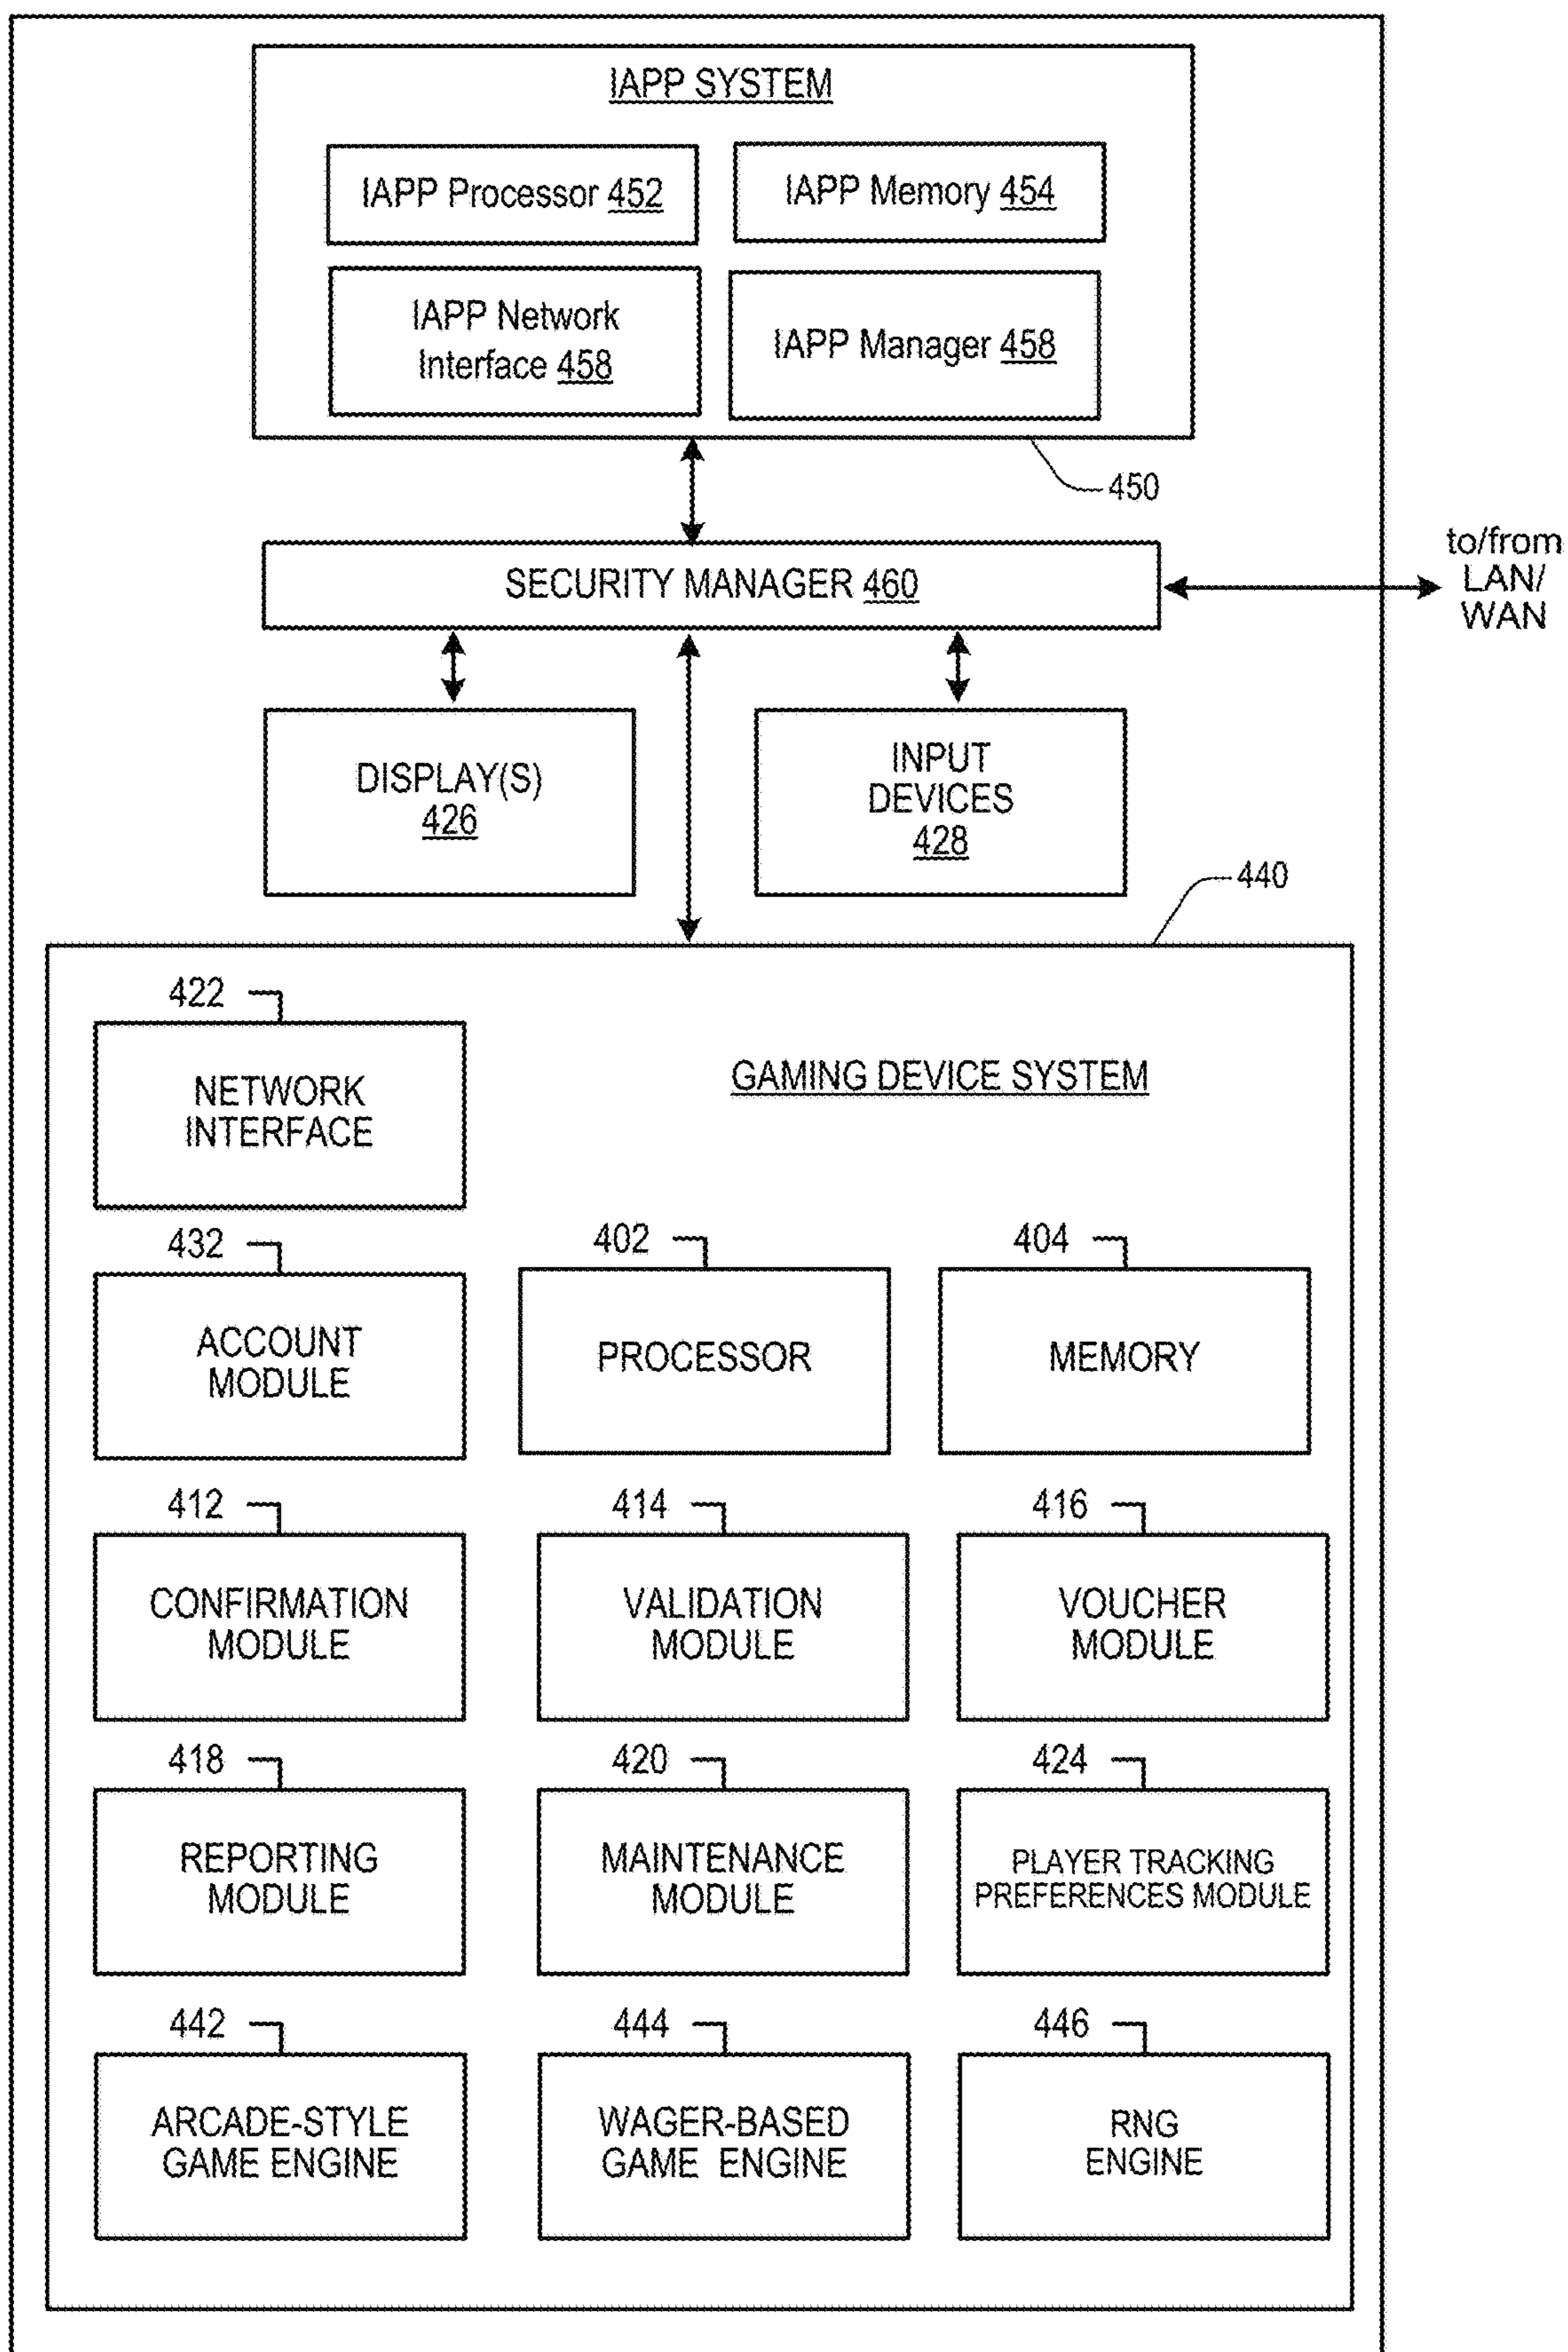 IAPP SYSTEM
IAPP Processor 452
IAPP Memory 454
IAPP Network
Interface 458
IAPP Manager 458
450
SECURITY MANAGER 460
to/from
LAN/
WAN
DISPLAY(S)
426
INPUT
DEVICES
428
440
GAMING DEVICE SYSTEM
422
NETWORK
INTERFACE
432
ACCOUNT
MODULE
402
PROCESSOR
404
MEMORY
412
CONFIRMATION
MODULE
414
VALIDATION
MODULE
416
VOUCHER
MODULE
418
REPORTING
MODULE
420
MAINTENANCE
MODULE
424
PLAYER TRACKING
PREFERENCES MODULE
442
ARCADE-STYLE
GAME ENGINE
444
WAGER-BASED
GAME ENGINE
446
RNG
ENGINE